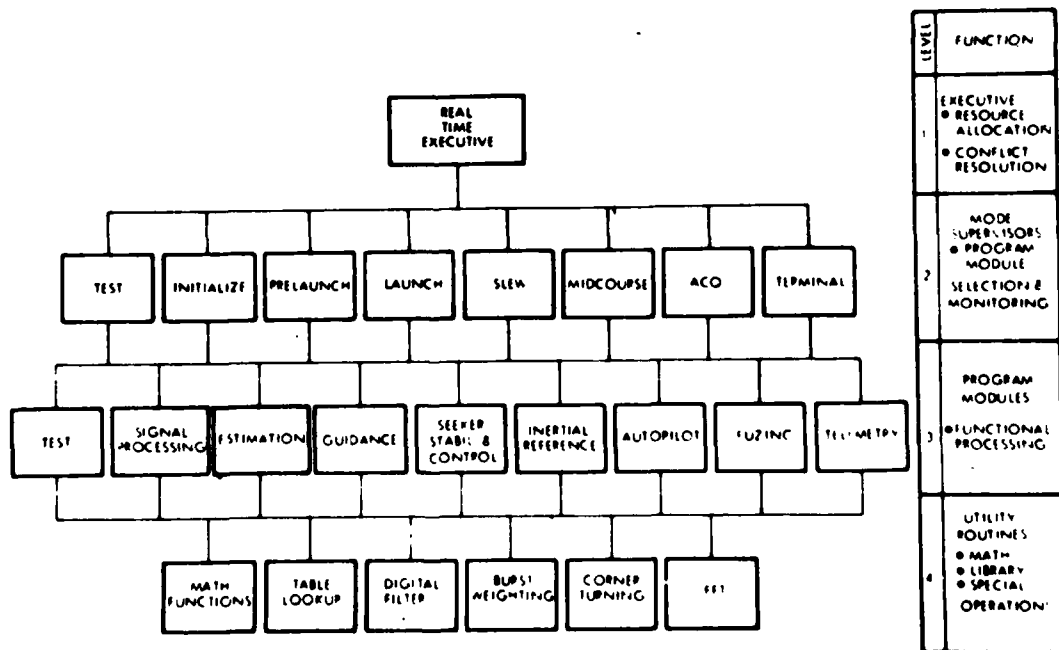 REAL
TIME
EXECUTIVE
TEST
INITIALIZE
PRELAUNCH
LAUNCH
SLEW
MIDCOURSE
ACQ
TERMINAL
TEST
SIGNAL
PROCESSING
ESTIMATION
GUIDANCE
SEEKER
STABIL &
CONTROL
INERTIAL
REFERENCE
AUTOPILOT
FUZING
TELEMETRY
MATH
FUNCTIONS
TABLE
LOOKUP
DIGITAL
FILTER
BURST
WEIGHTING
CORNER
TURNING
FFT
LEVEL
FUNCTION
1
EXECUTIVE
● RESOURCE
ALLOCATION
● CONFLICT
RESOLUTION
2
MODE
SUPERVISORS
● PROGRAM
MODULE
SELECTION &
MONITORING
3
PROGRAM
MODULES
● FUNCTIONAL
PROCESSING
4
UTILITY
ROUTINES
● MATH
● LIBRARY
● SPECIAL
OPERATION